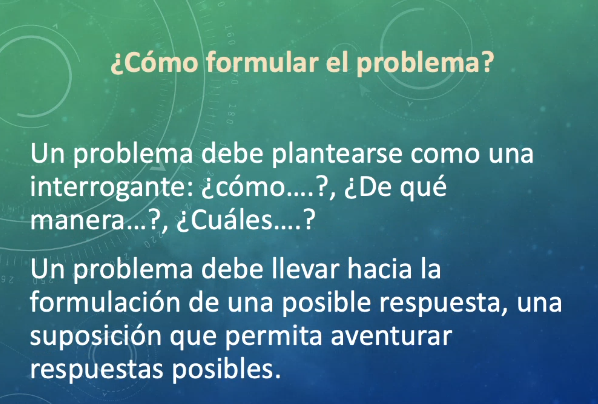 ¿Cómo formular el problema?
Un problema debe plantearse como una
interrogante: ¿cómo....?, ¿De qué
manera...?, ¿Cuáles....?
Un problema debe llevar hacia la
formulación de una posible respuesta, una
suposición que permita aventurar
respuestas posibles.